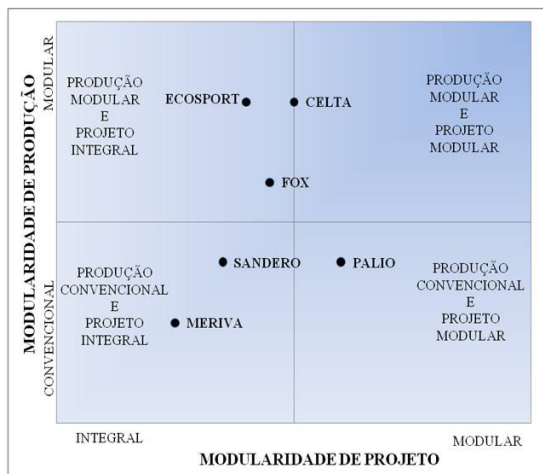 MODULARIDADE DE PRODUÇÃO
MODULAR
CONVENCIONAL
PRODUÇÃO
MODULAR
E
PROJETO
INTEGRAL
ECOSPORT
CELTA
PRODUÇÃO
MODULAR
E
PROJETO
MODULAR
FOX
PRODUÇÃO
CONVENCIONAL
E
PROJETO
INTEGRAL
SANDERO
MERIVA
PALIO
PRODUÇÃO
CONVENCIONAL
E
PROJETO
MODULAR
INTEGRAL
MODULAR
MODULARIDADE DE PROJETO